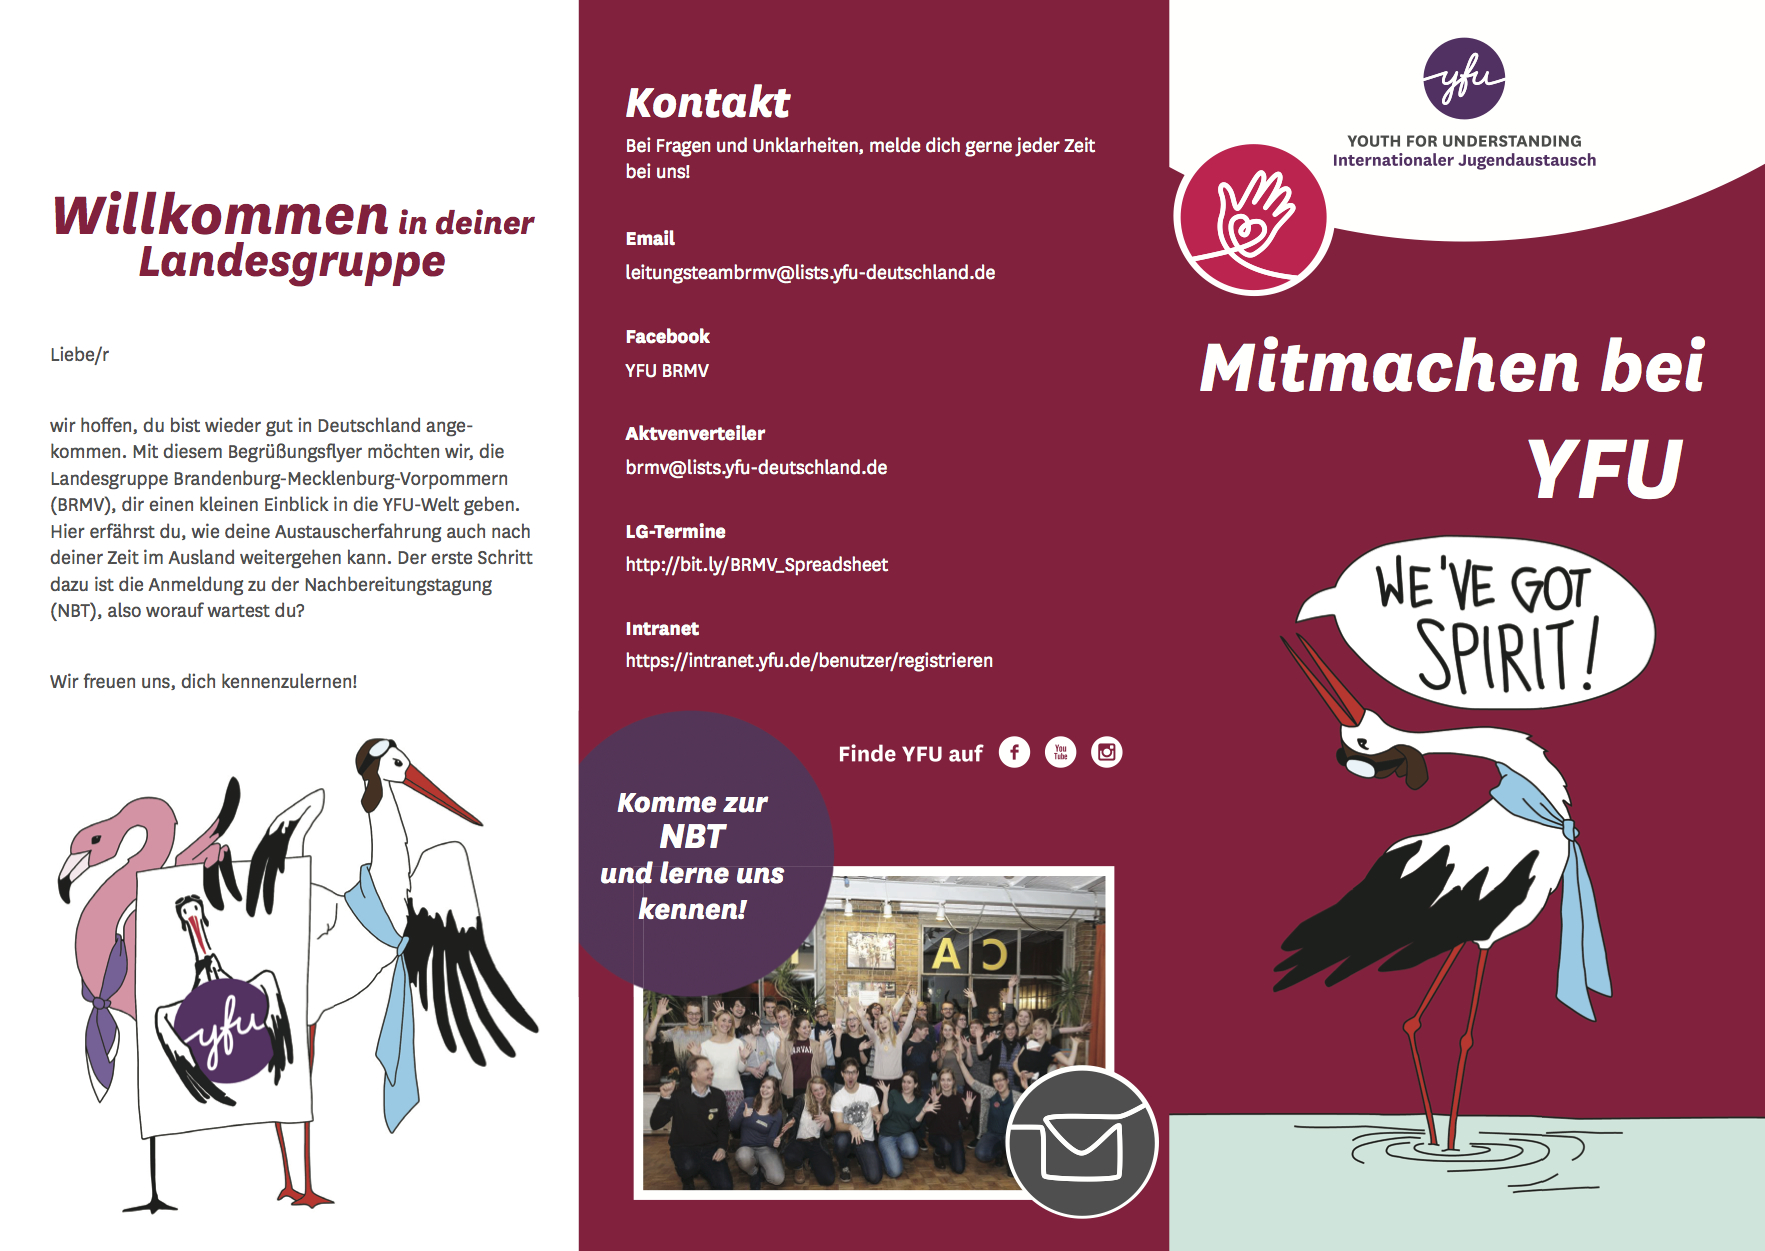 Willkommen in deiner
Landesgruppe
Liebe/r
wir hoffen, du bist wieder gut in Deutschland ange-
kommen. Mit diesem Begrüßungsflyer möchten wir, die
Landesgruppe Brandenburg-Mecklenburg-Vorpommern
(BRMV), dir einen kleinen Einblick in die YFU-Welt geben.
Hier erfährst du, wie deine Austauscherfahrung auch nach
deiner Zeit im Ausland weitergehen kann. Der erste Schritt
dazu ist die Anmeldung zu der Nachbereitungstagung
(NBT), also worauf wartest du?
Wir freuen uns, dich kennenzulernen!
yfu
Kontakt
Bei Fragen und Unklarheiten, melde dich gerne jeder Zeit
bei uns!
Email
leitungsteambrmv@lists.yfu-deutschland.de
Facebook
YFU BRMV
Aktvenverteiler
brmv@lists.yfu-deutschland.de
LG-Termine
http://bit.ly/BRMV_Spreadsheet
Intranet
https://intranet.yfu.de/benutzer/registrieren
Finde YFU auf
f
You
Tube
Komme zur
NBT
und lerne uns
kennen!
yfu
YOUTH FOR UNDERSTANDING
Internationaler Jugendaustausch
Mitmachen bei
YFU
WE'VE GOT
SPIRIT!